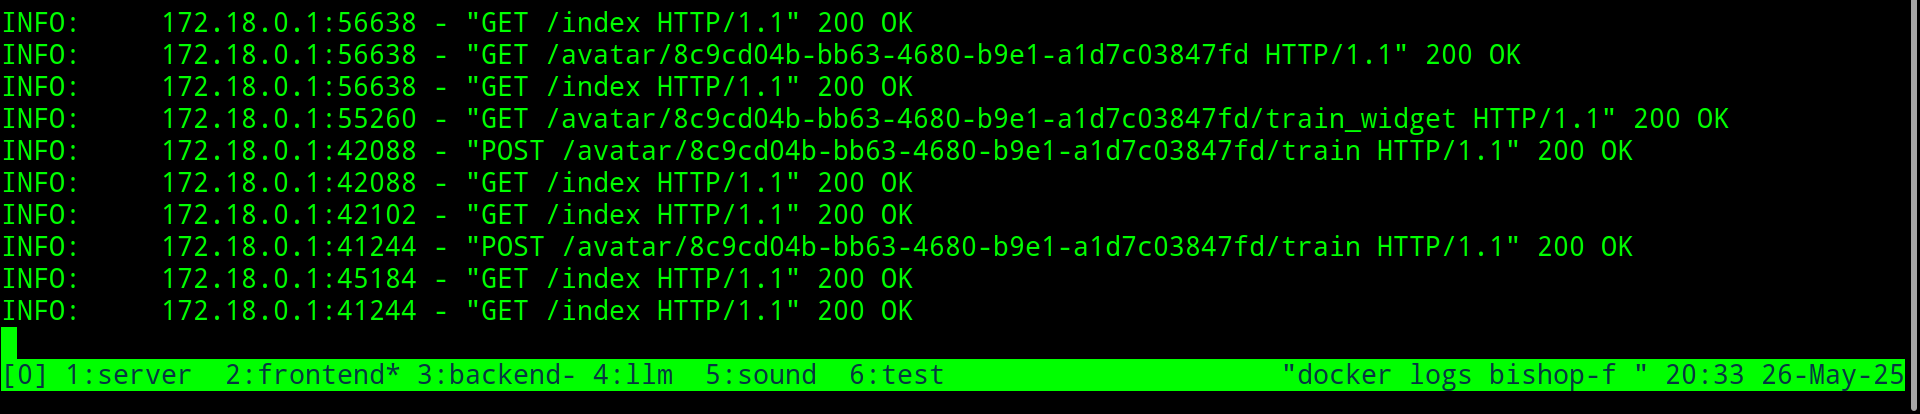 INFO:     172.18.0.1:56638 - "GET /index HTTP/1.1" 200 OK
INFO:     172.18.0.1:56638 - "GET /avatar/8c9cd04b-bb63-4680-b9e1-a1d7c03847fd HTTP/1.1" 200 OK
INFO:     172.18.0.1:56638 - "GET /index HTTP/1.1" 200 OK
INFO:     172.18.0.1:55260 - "GET /avatar/8c9cd04b-bb63-4680-b9e1-a1d7c03847fd/train_widget HTTP/1.1" 200 OK
INFO:     172.18.0.1:42088 - "POST /avatar/8c9cd04b-bb63-4680-b9e1-a1d7c03847fd/train HTTP/1.1" 200 OK
INFO:     172.18.0.1:42088 - "GET /index HTTP/1.1" 200 OK
INFO:     172.18.0.1:42102 - "GET /index HTTP/1.1" 200 OK
INFO:     172.18.0.1:41244 - "POST /avatar/8c9cd04b-bb63-4680-b9e1-a1d7c03847fd/train HTTP/1.1" 200 OK
INFO:     172.18.0.1:45184 - "GET /index HTTP/1.1" 200 OK
INFO:     172.18.0.1:41244 - "GET /index HTTP/1.1" 200 OK
[0] 1:server  2:frontend* 3:backend- 4:llm  5:sound  6:test "docker logs bishop-f " 20:33 26-May-25